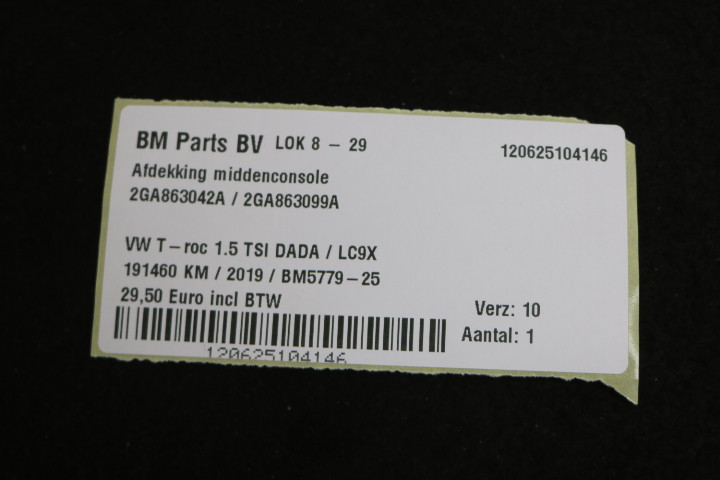 BM Parts BV LOK 8 - 29
120625104146
Afdekking middenconsole
2GA863042A / 2GA863099A
VW T-roc 1.5 TSI DADA / LC9X
191460 KM / 2019 / BM5779-25
29,50 Euro incl BTW
Verz: 10
Aantal: 1
120625104146